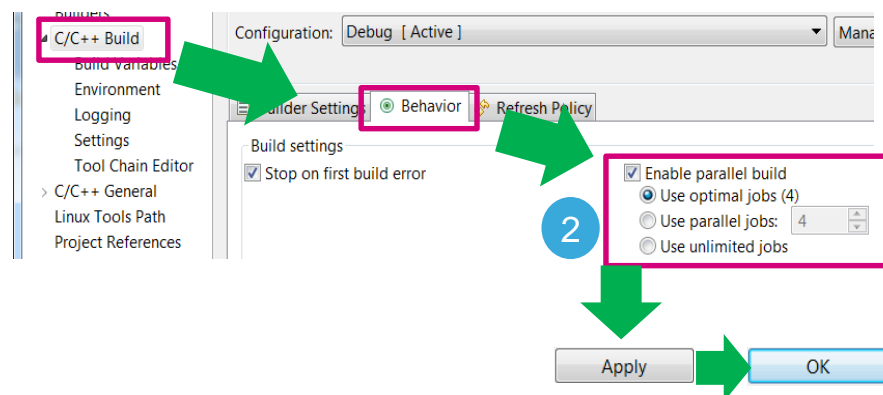 Builders
C/C++ Build
Build Variables
Environment
Logging
Settings
Tool Chain Editor
C/C++ General
Linux Tools Path
Project References
Configuration: Debug [ Active ]
Builder Settings Behavior Refresh Policy
Build settings
Stop on first build error
Enable parallel build
Use optimal jobs (4)
Use parallel jobs: 4
Use unlimited jobs
2
Apply OK